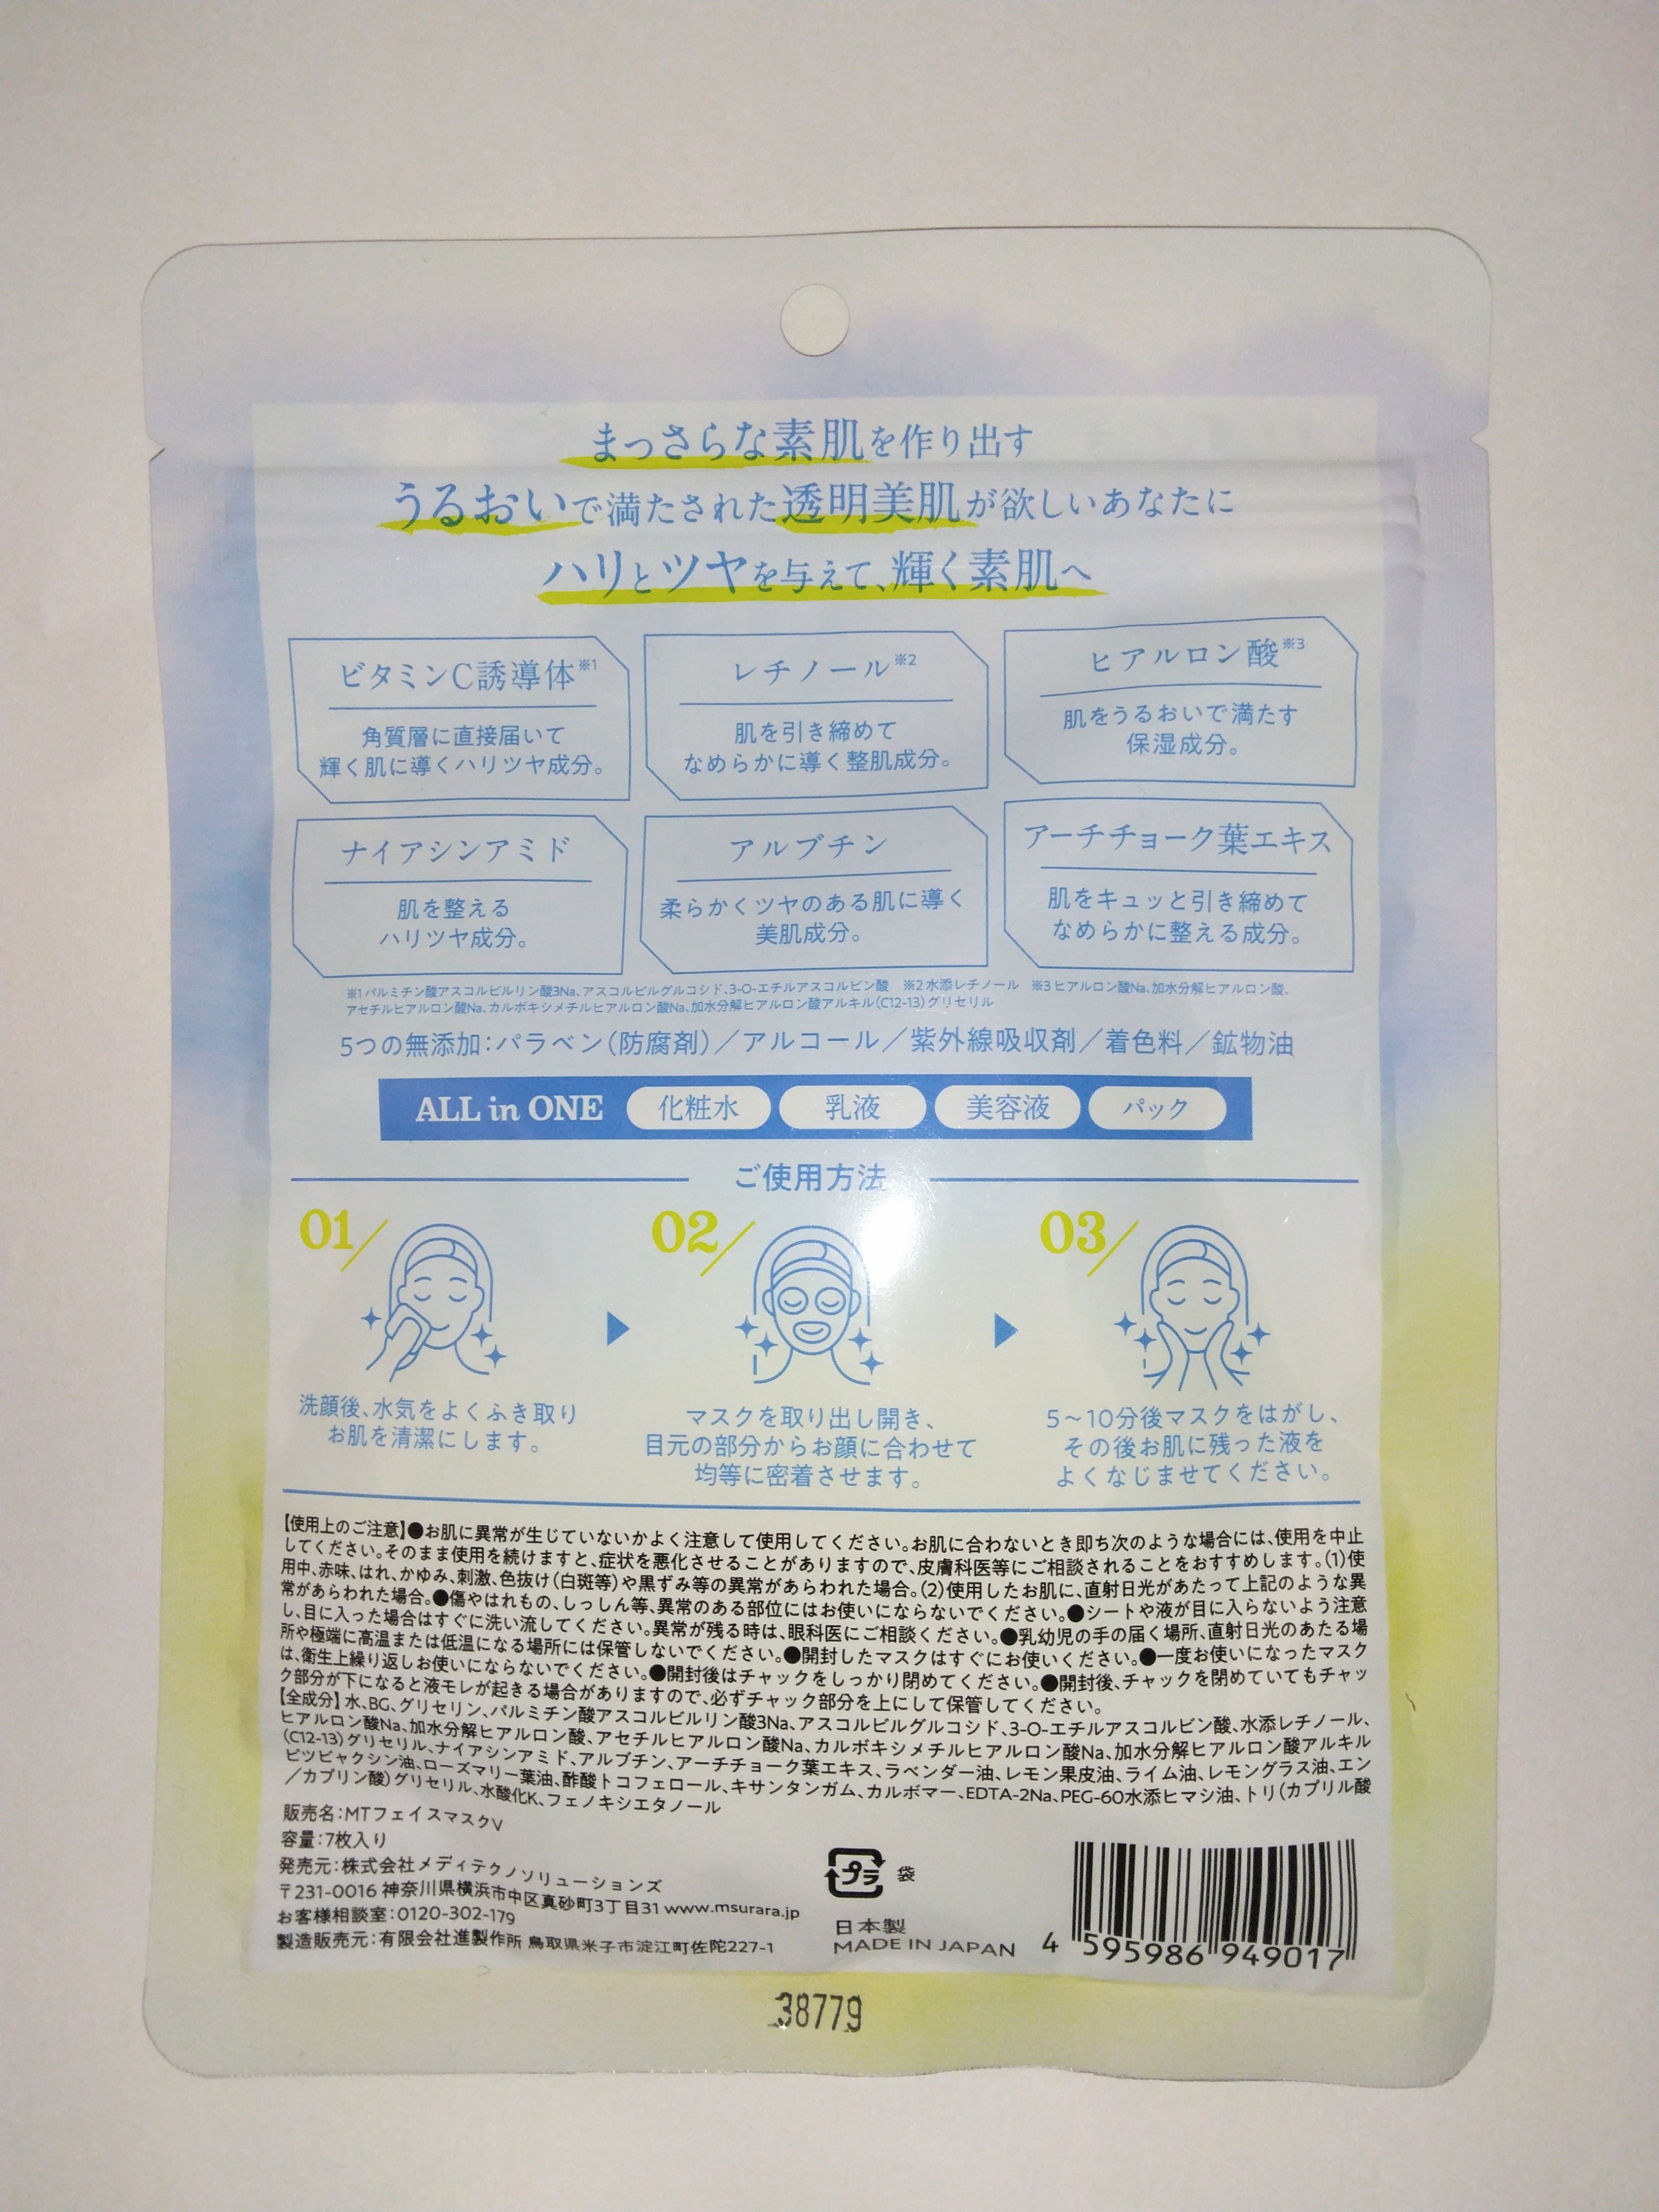 まっさらな素肌を作り出す
うるおいで満たされた透明美肌が欲しいあなたに
ハリとツヤを与えて、輝く素肌へ
ビタミンC誘導体※1
角質層に直接届いて
輝く肌に導くハリツヤ成分。
レチノール※2
肌を引き締めて
なめらかに導く整肌成分。
ヒアルロン酸※3
肌をうるおいで満たす
保湿成分。
ナイアシンアミド
肌を整える
ハリツヤ成分。
アルブチン
柔らかくツヤのある肌に導く
美肌成分。
アーチチョーク葉エキス
肌をキュッと引き締めて
なめらかに整える成分。
※1 パルミチン酸アスコルビルリン酸3Na、アスコルビルグルコシド、3-O-エチルアスコルビン酸　※2 水添レチノール　※3 ヒアルロン酸Na、加水分解ヒアルロン酸、
アセチルヒアルロン酸Na、カルボキシメチルヒアルロン酸Na、加水分解ヒアルロン酸アルキル(C12-13)グリセリル
5つの無添加:パラベン(防腐剤)／アルコール／紫外線吸収剤／着色料／鉱物油
ALL in ONE 化粧水 乳液 美容液 パック
ご使用方法
01/
洗顔後、水気をよくふき取り
お肌を清潔にします。
02/
マスクを取り出し開き、
目元の部分からお顔に合わせて
均等に密着させます。
03/
5～10分後マスクをはがし、
その後お肌に残った液を
よくなじませてください。
【使用上のご注意】●お肌に異常が生じていないかよく注意して使用してください。お肌に合わないとき即ち次のような場合には、使用を中止
してください。そのまま使用を続けますと、症状を悪化させることがありますので、皮膚科医等にご相談されることをおすすめします。(1)使
用中、赤味、はれ、かゆみ、刺激、色抜け(白斑等)や黒ずみ等の異常があらわれた場合。(2)使用したお肌に、直射日光があたって上記のような異
常があらわれた場合。●傷やはれもの、しっしん等、異常のある部位にはお使いにならないでください。●シートや液が目に入らないよう注意
し、目に入った場合はすぐに洗い流してください。異常が残る時は、眼科医にご相談ください。●乳幼児の手の届く場所、直射日光のあたる場
所や極端に高温または低温になる場所には保管しないでください。●開封したマスクはすぐにお使いください。●一度お使いになったマスク
は、衛生上繰り返しお使いにならないでください。●開封後はチャックをしっかり閉めてください。●開封後、チャックを閉めていてもチャッ
ク部分が下になると液モレが起きる場合がありますので、必ずチャック部分を上にして保管してください。
【全成分】水、BG、グリセリン、パルミチン酸アスコルビルリン酸3Na、アスコルビルグルコシド、3-O-エチルアスコルビン酸、水添レチノール、
ヒアルロン酸Na、加水分解ヒアルロン酸、アセチルヒアルロン酸Na、カルボキシメチルヒアルロン酸Na、加水分解ヒアルロン酸アルキル
(C12-13)グリセリル、ナイアシンアミド、アルブチン、アーチチョーク葉エキス、ラベンダー油、レモン果皮油、ライム油、レモングラス油、エン
ピツビャクシン油、ローズマリー葉油、酢酸トコフェロール、キサンタンガム、カルボマー、EDTA-2Na、PEG-60水添ヒマシ油、トリ(カプリル酸
／カプリン酸)グリセリル、水酸化K、フェノキシエタノール
販売名:MTフェイスマスクV
容量:7枚入り
発売元:株式会社メディテクノソリューションズ
〒231-0016 神奈川県横浜市中区真砂町3丁目31 www.msurara.jp
お客様相談室:0120-302-179
製造販売元:有限会社進製作所 鳥取県米子市淀江町佐陀227-1
プラ 袋
日本製
MADE IN JAPAN
4 595986 949017
38779